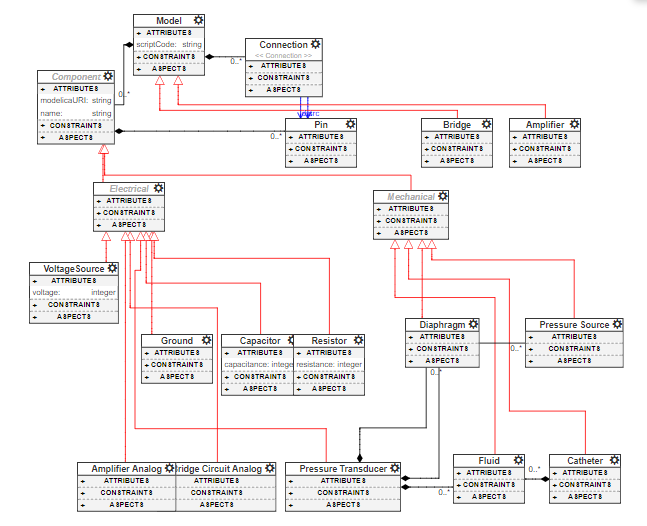 Model
ATTRIBUTES
scriptCode: string
CONSTRAINTS
ASPECTS
Connection
<< Connection >>
ATTRIBUTES
CONSTRAINTS
ASPECTS
0..*
Component
ATTRIBUTES
modelicaURI: string
name: string
CONSTRAINTS
ASPECTS
0..*
src
Pin
ATTRIBUTES
CONSTRAINTS
ASPECTS
0..*
Bridge
ATTRIBUTES
CONSTRAINTS
ASPECTS
Amplifier
ATTRIBUTES
CONSTRAINTS
ASPECTS
Electrical
ATTRIBUTES
CONSTRAINTS
ASPECTS
Mechanical
ATTRIBUTES
CONSTRAINTS
ASPECTS
VoltageSource
ATTRIBUTES
voltage: integer
CONSTRAINTS
ASPECTS
Ground
ATTRIBUTES
CONSTRAINTS
ASPECTS
Capacitor
ATTRIBUTES
capacitance: intege
CONSTRAINTS
ASPECTS
Resistor
ATTRIBUTES
resistance: integer
CONSTRAINTS
ASPECTS
Diaphragm
ATTRIBUTES
CONSTRAINTS
ASPECTS
0..*
0..*
Pressure Source
ATTRIBUTES
CONSTRAINTS
ASPECTS
Amplifier Analog
ATTRIBUTES
CONSTRAINTS
ASPECTS
ridge Circuit Analog
ATTRIBUTES
CONSTRAINTS
ASPECTS
Pressure Transducer
ATTRIBUTES
CONSTRAINTS
ASPECTS
0..*
Fluid
ATTRIBUTES
CONSTRAINTS
ASPECTS
0..*
Catheter
ATTRIBUTES
CONSTRAINTS
ASPECTS